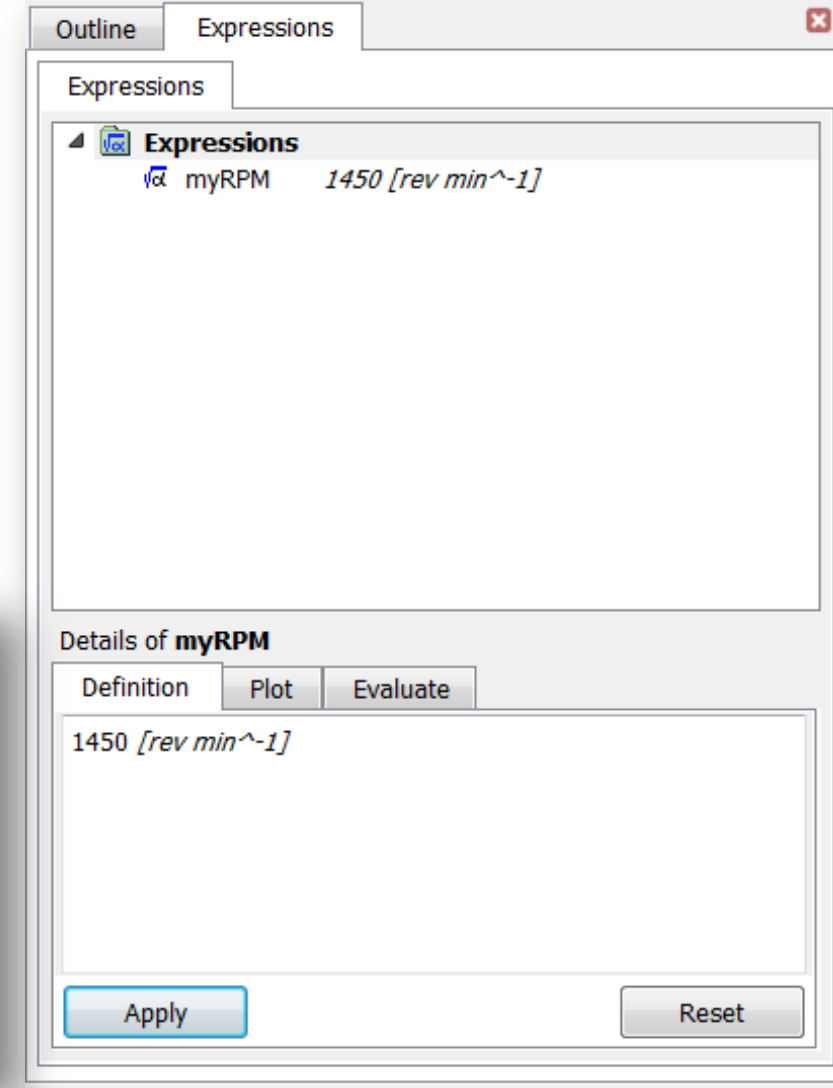 Outline Expressions
Expressions
Expressions
myRPM 1450 [rev min^-1]
Details of myRPM
Definition Plot Evaluate
1450 [rev min^-1]
Apply Reset